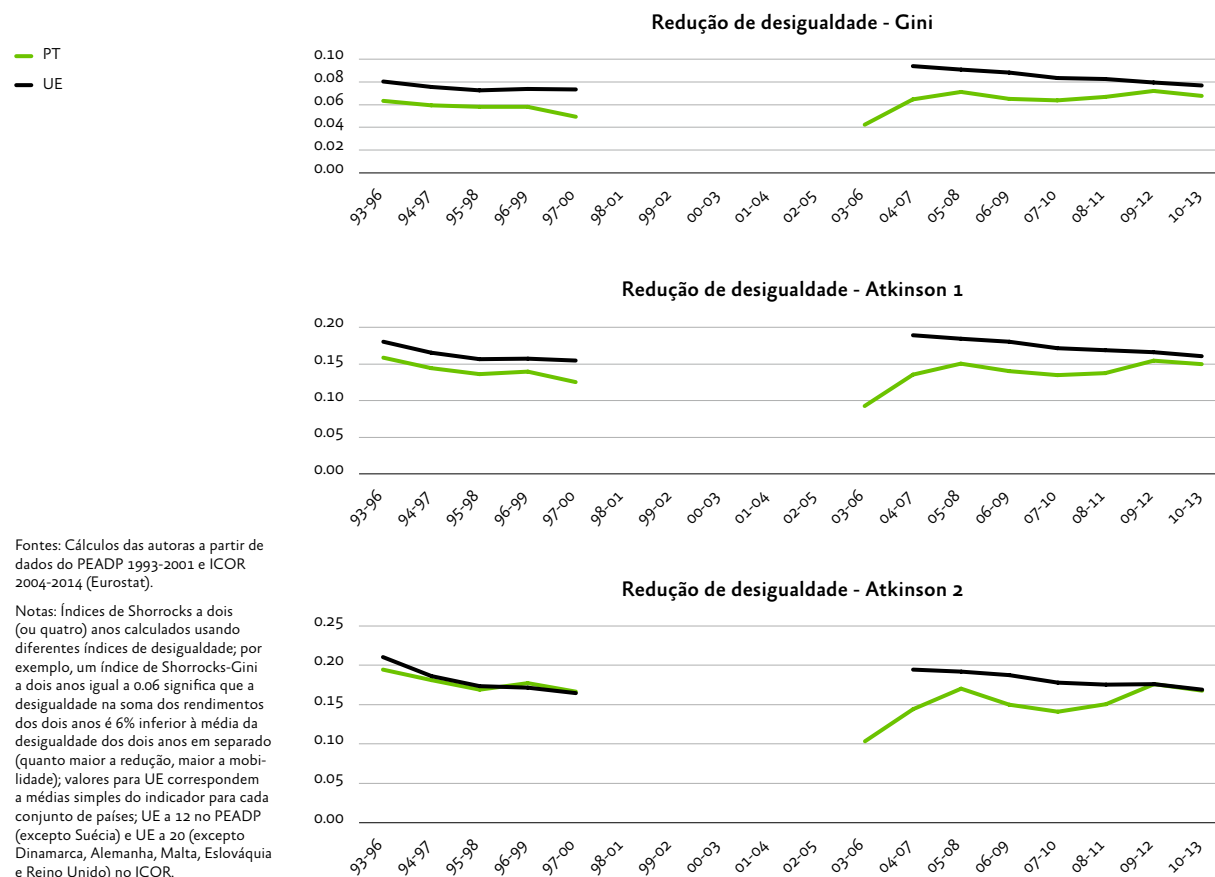 PT
UE
Redução de desigualdade - Gini
0.10
0.08
0.06
0.04
0.02
0.00
93-96 94-97 95-98 96-99 97-00 98-01 99-02 00-03 01-04 02-05 03-06 04-07 05-08 06-09 07-10 08-11 09-12 10-13
Redução de desigualdade - Atkinson 1
0.20
0.15
0.10
0.05
0.00
93-96 94-97 95-98 96-99 97-00 98-01 99-02 00-03 01-04 02-05 03-06 04-07 05-08 06-09 07-10 08-11 09-12 10-13
Redução de desigualdade - Atkinson 2
0.25
0.20
0.15
0.10
0.05
0.00
93-96 94-97 95-98 96-99 97-00 98-01 99-02 00-03 01-04 02-05 03-06 04-07 05-08 06-09 07-10 08-11 09-12 10-13
Fontes: Cálculos das autoras a partir de
dados do PEADP 1993-2001 e ICOR
2004-2014 (Eurostat).
Notas: Índices de Shorrocks a dois
(ou quatro) anos calculados usando
diferentes índices de desigualdade; por
exemplo, um índice de Shorrocks-Gini
a dois anos igual a 0.06 significa que a
desigualdade na soma dos rendimentos
dos dois anos é 6% inferior à média da
desigualdade dos dois anos em separado
(quanto maior a redução, maior a mobi-
lidade); valores para UE correspondem
a médias simples do indicador para cada
conjunto de países; UE a 12 no PEADP
(excepto Suécia) e UE a 20 (excepto
Dinamarca, Alemanha, Malta, Eslováquia
e Reino Unido) no ICOR.